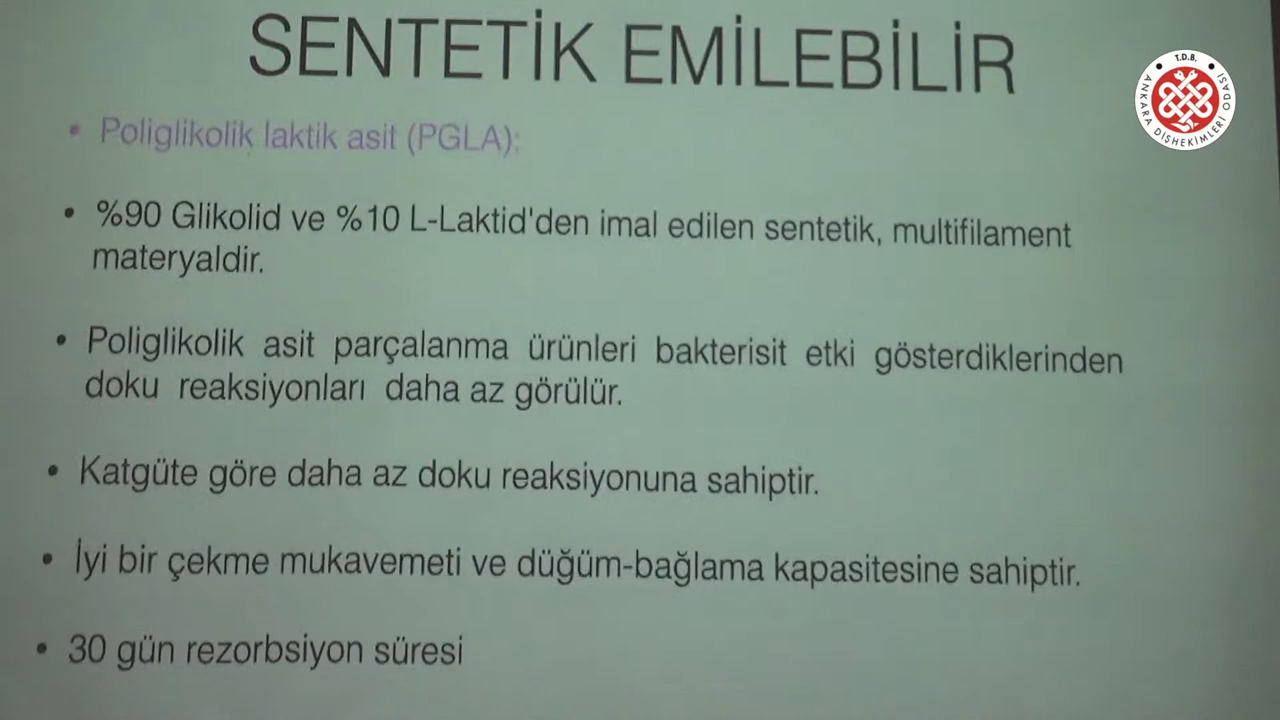 SENTETİK EMİLEBİLİR
• Poliglikolik laktik asit (PGLA):
• %90 Glikolid ve %10 L-Laktid'den imal edilen sentetik, multifilament
materyaldir.
• Poliglikolik asit parçalanma ürünleri bakterisit etki gösterdiklerinden
doku reaksiyonları daha az görülür.
• Katgüte göre daha az doku reaksiyonuna sahiptir.
• İyi bir çekme mukavemeti ve düğüm-bağlama kapasitesine sahiptir.
• 30 gün rezorbsiyon süresi
T.D.B.
ANKARA DİŞHEKİMLERİ ODASI